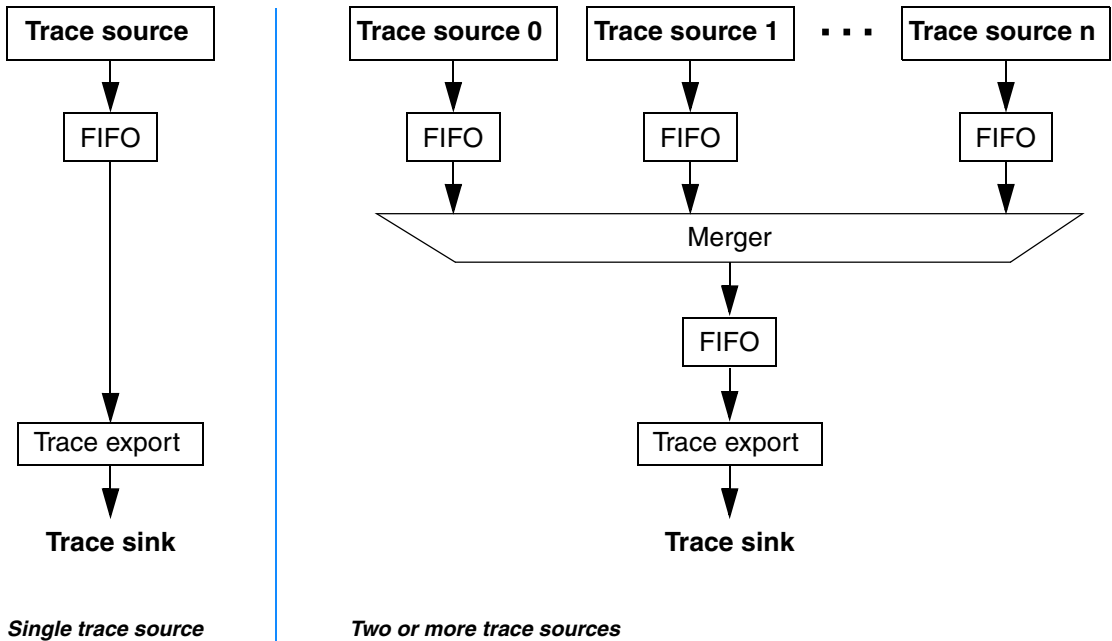 Trace source
FIFO
Trace export
Trace sink
Single trace source
Trace source 0 Trace source 1 ... Trace source n
FIFO FIFO FIFO
Merger
FIFO
Trace export
Trace sink
Two or more trace sources